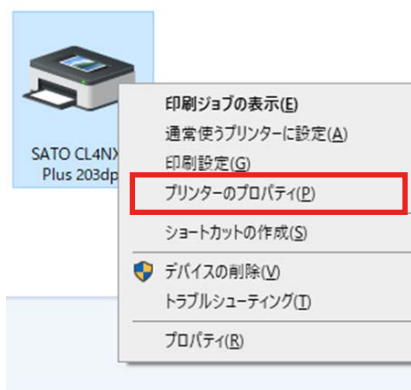 SATO CL4NX
Plus 203dp
印刷ジョブの表示(E)
通常使うプリンターに設定(A)
印刷設定(G)
プリンターのプロパティ(P)
ショートカットの作成(S)
デバイスの削除(V)
トラブルシューティング(T)
プロパティ(R)